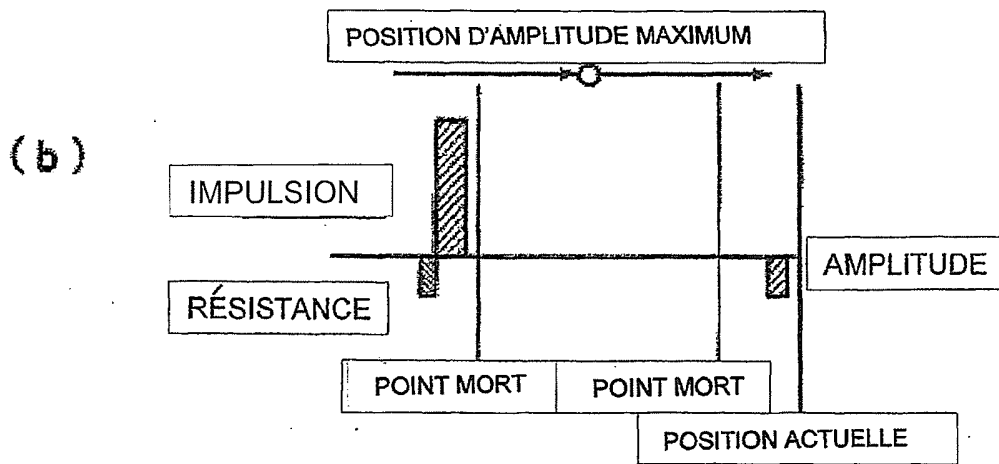 POSITION D'AMPLITUDE MAXIMUM
(b)
IMPULSION
AMPLITUDE
RÉSISTANCE
POINT MORT
POINT MORT
POSITION ACTUELLE